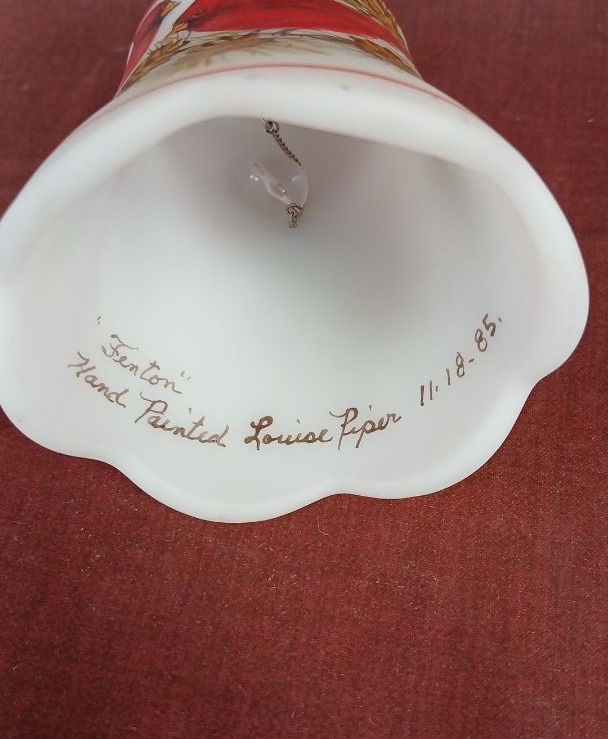 "Fenton"
Hand Painted Louise Piper 11-18-85.